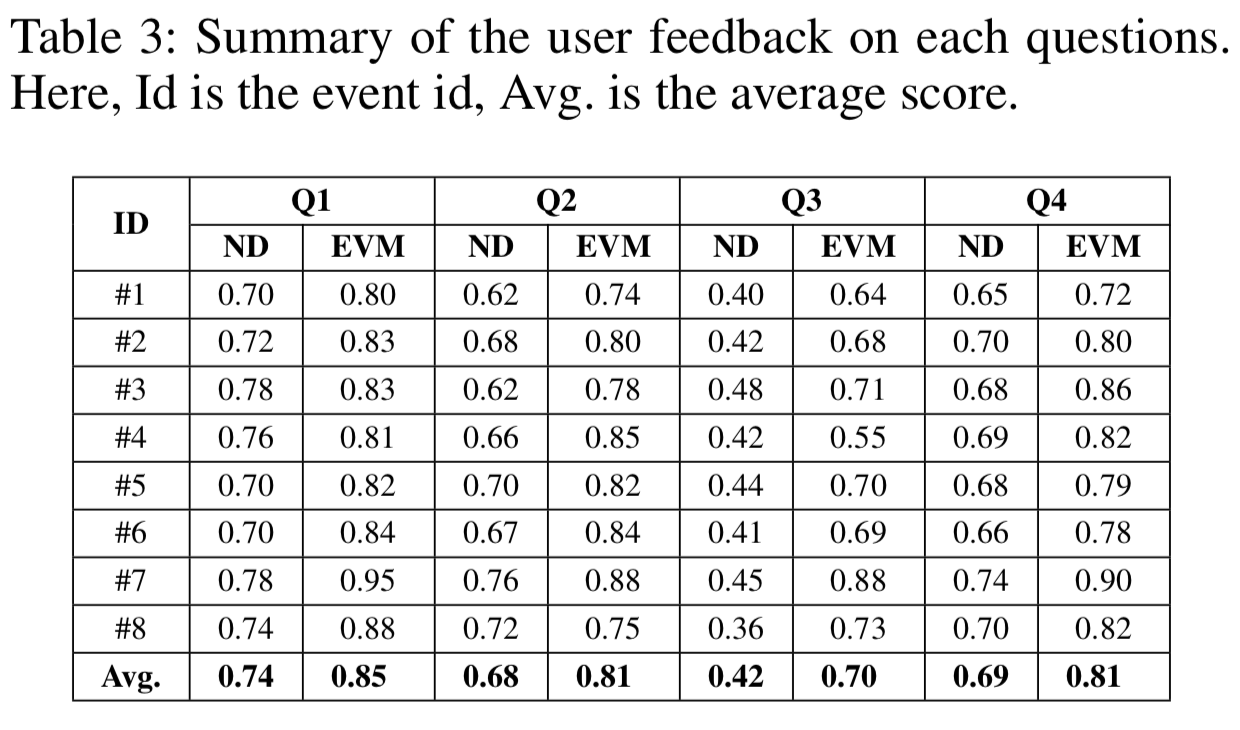 Table 3: Summary of the user feedback on each questions.
Here, Id is the event id, Avg. is the average score.
ID Q1 Q2 Q3 Q4
ND EVM ND EVM ND EVM ND EVM
#1 0.70 0.80 0.62 0.74 0.40 0.64 0.65 0.72
#2 0.72 0.83 0.68 0.80 0.42 0.68 0.70 0.80
#3 0.78 0.83 0.62 0.78 0.48 0.71 0.68 0.86
#4 0.76 0.81 0.66 0.85 0.42 0.55 0.69 0.82
#5 0.70 0.82 0.70 0.82 0.44 0.70 0.68 0.79
#6 0.70 0.84 0.67 0.84 0.41 0.69 0.66 0.78
#7 0.78 0.95 0.76 0.88 0.45 0.88 0.74 0.90
#8 0.74 0.88 0.72 0.75 0.36 0.73 0.70 0.82
Avg. 0.74 0.85 0.68 0.81 0.42 0.70 0.69 0.81